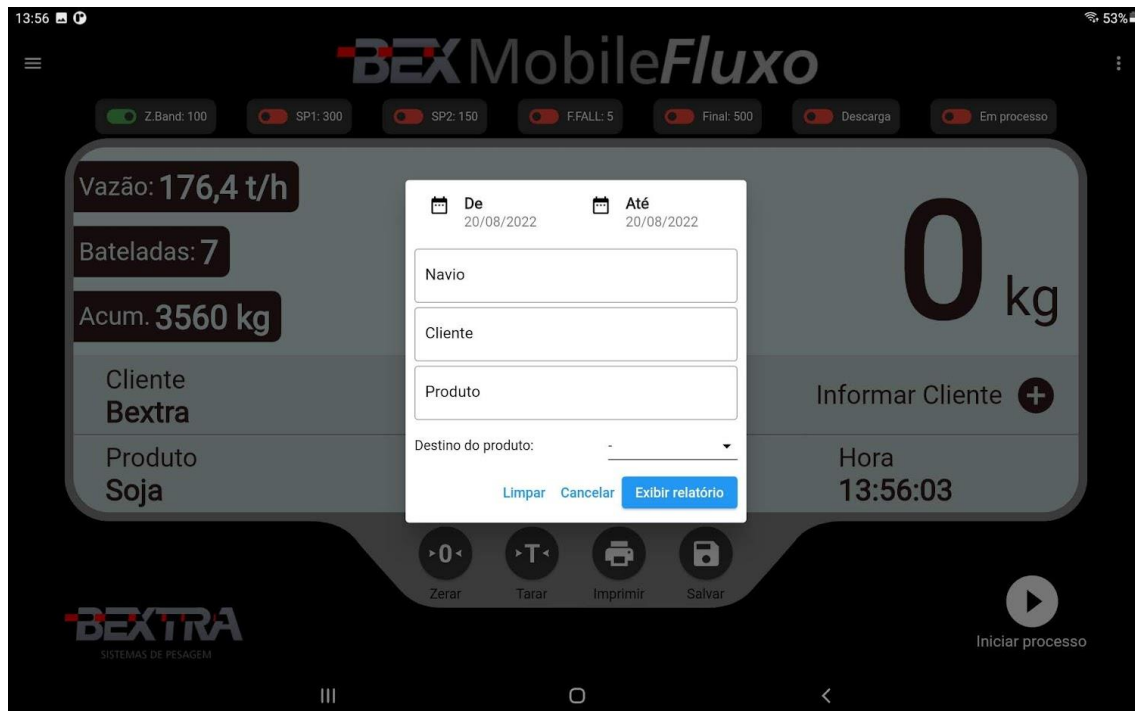 13:56
53%
BEX MobileFluxo
Z.Band: 100
SP1: 300
SP2: 150
F.FALL: 5
Final: 500
Descarga
Em processo
Vazão: 176,4 t/h
Bateladas: 7
Acum. 3560 kg
0 kg
Cliente
Bextra
Informar Cliente
Produto
Soja
Hora
13:56:03
De
20/08/2022
Até
20/08/2022
Navio
Cliente
Produto
Destino do produto: -
Limpar Cancelar Exibir relatório
>0<
>T<
Zerar
Tarar
Imprimir
Salvar
BEXTRA
SISTEMAS DE PESAGEM
Iniciar processo